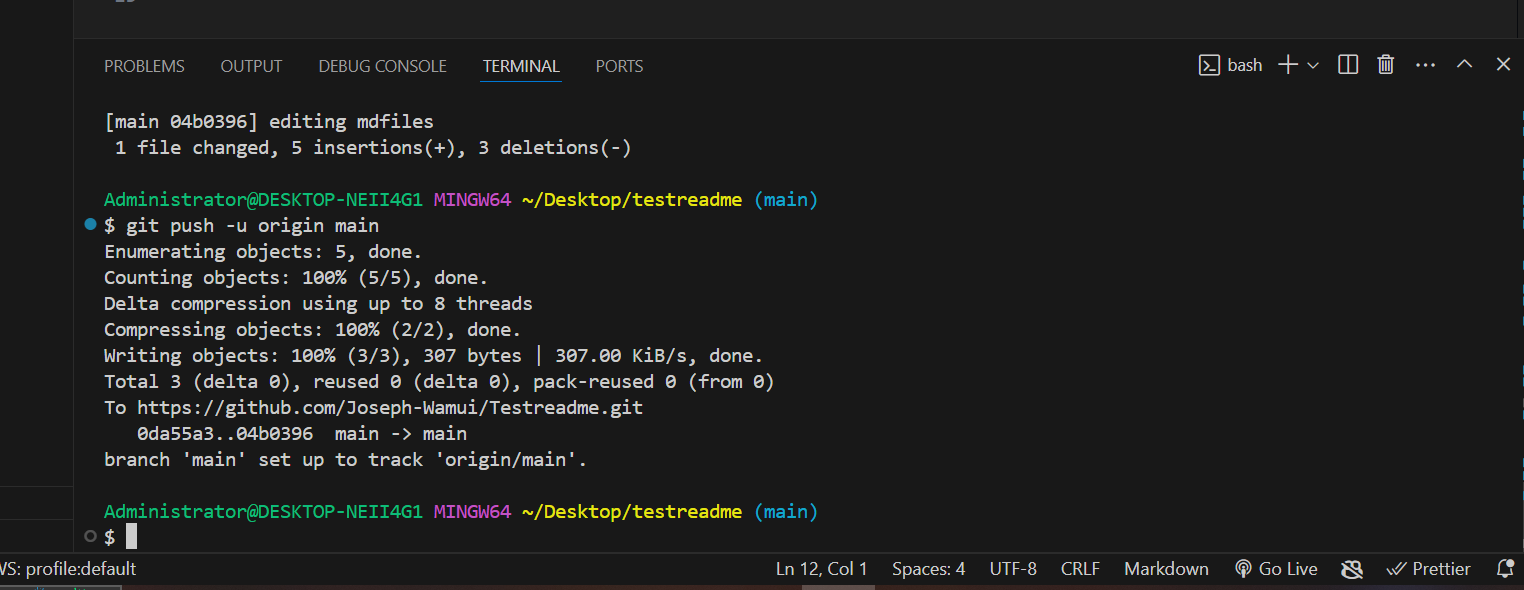 PROBLEMS OUTPUT DEBUG CONSOLE TERMINAL PORTS bash
[main 04b0396] editing mdfiles
 1 file changed, 5 insertions(+), 3 deletions(-)
Administrator@DESKTOP-NEII4G1 MINGW64 ~/Desktop/testreadme (main)
$ git push -u origin main
Enumerating objects: 5, done.
Counting objects: 100% (5/5), done.
Delta compression using up to 8 threads
Compressing objects: 100% (2/2), done.
Writing objects: 100% (3/3), 307 bytes | 307.00 KiB/s, done.
Total 3 (delta 0), reused 0 (delta 0), pack-reused 0 (from 0)
To https://github.com/Joseph-Wamui/Testreadme.git
   0da55a3..04b0396  main -> main
branch 'main' set up to track 'origin/main'.
Administrator@DESKTOP-NEII4G1 MINGW64 ~/Desktop/testreadme (main)
$
WS: profile:default Ln 12, Col 1 Spaces: 4 UTF-8 CRLF Markdown Go Live Prettier